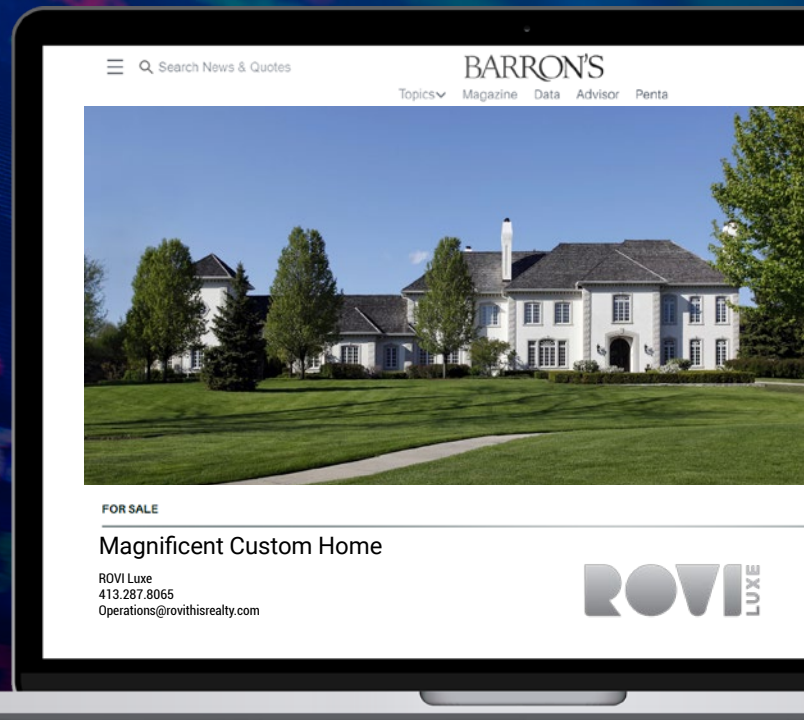 Search News & Quotes
BARRON'S
Topics Magazine Data Advisor Penta
FOR SALE
Magnificent Custom Home
ROVI Luxe
413.287.8065
Operations@rovithisrealty.com
ROVI LUXE